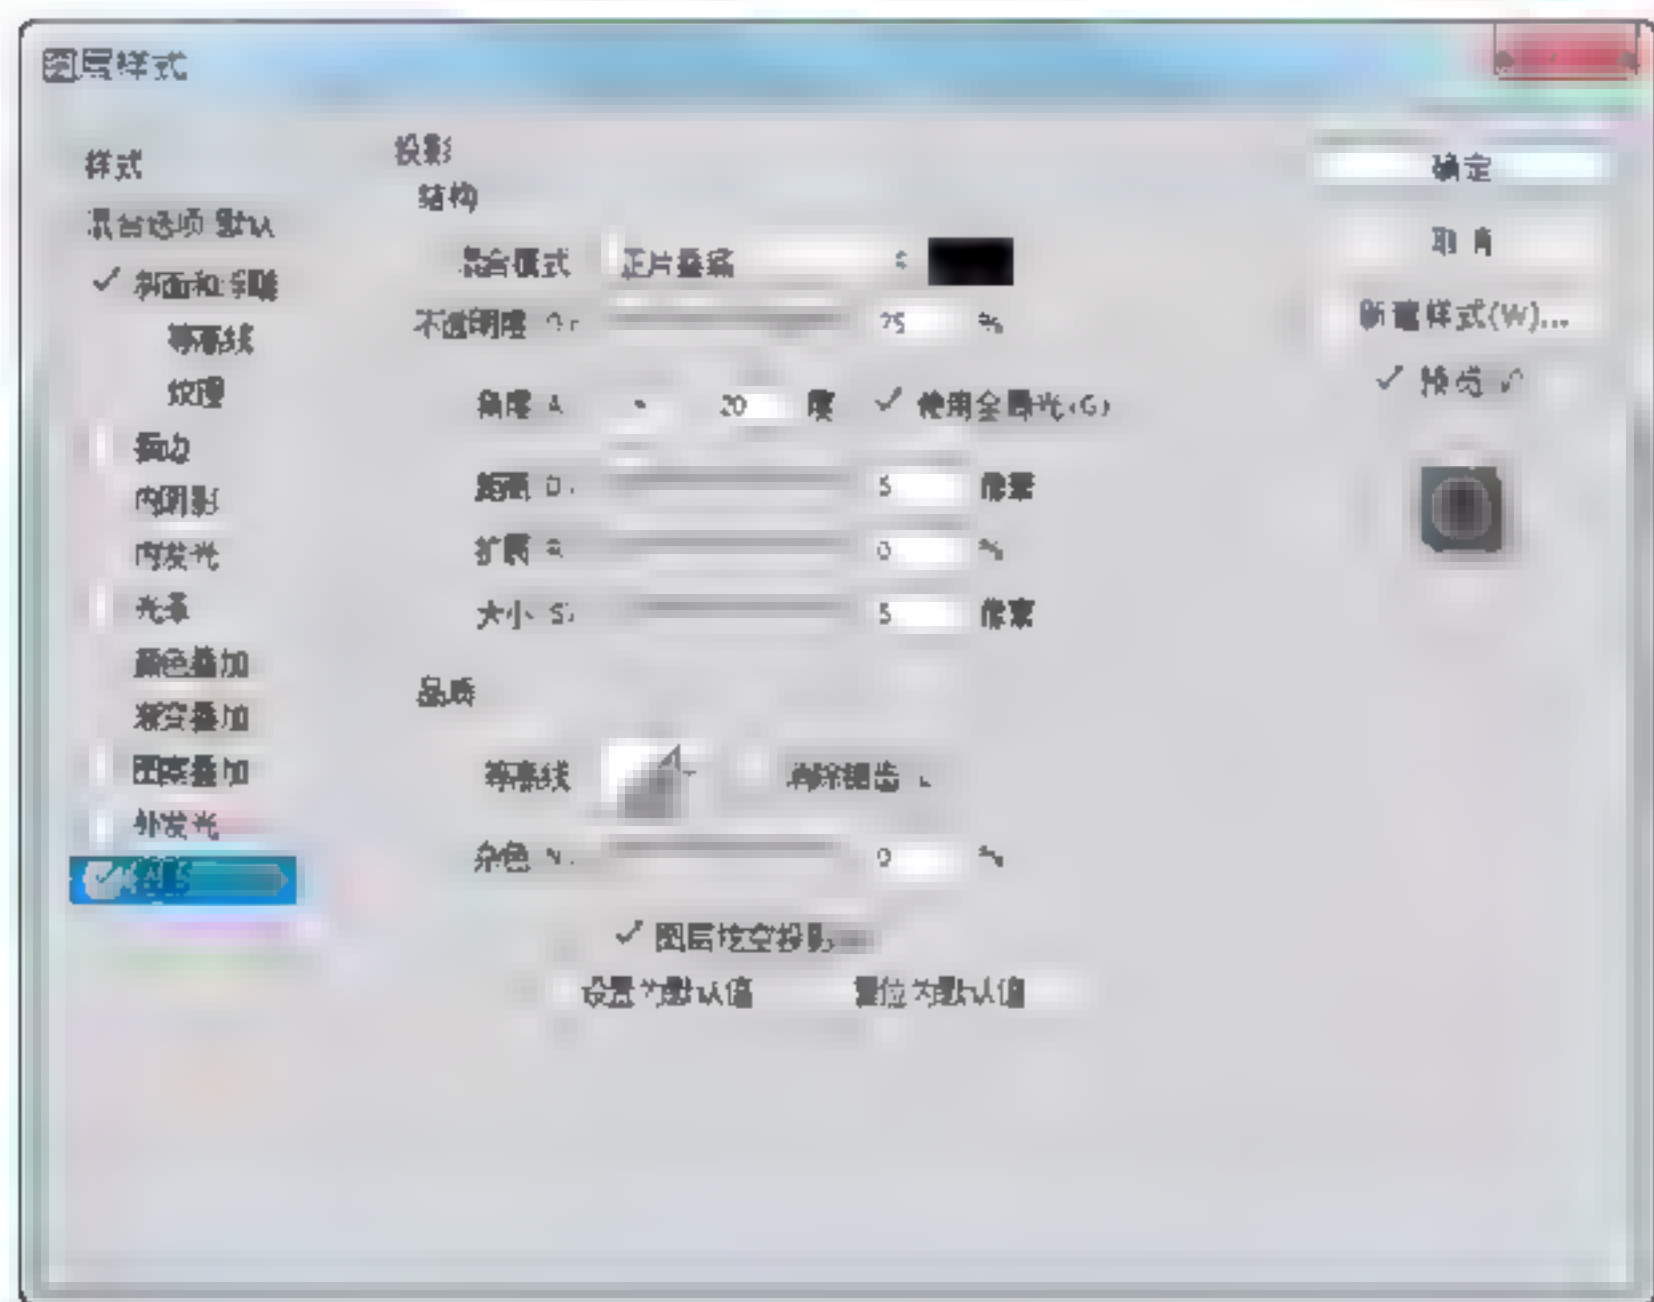 图层样式
样式
混合选项 默认
斜面和浮雕
等高线
纹理
描边
内阴影
内发光
光泽
颜色叠加
渐变叠加
图案叠加
外发光
投影
结构
混合模式 正片叠底
不透明度 75 %
角度 A 20 度 使用全局光(G)
距离 D 5 像素
扩展 R 0 %
大小 S 5 像素
品质
等高线 消除锯齿 L
杂色 N 0 %
图层挖空投影
设置为默认值 复位为默认值
确定
取消
新建样式(W)...
预览 V